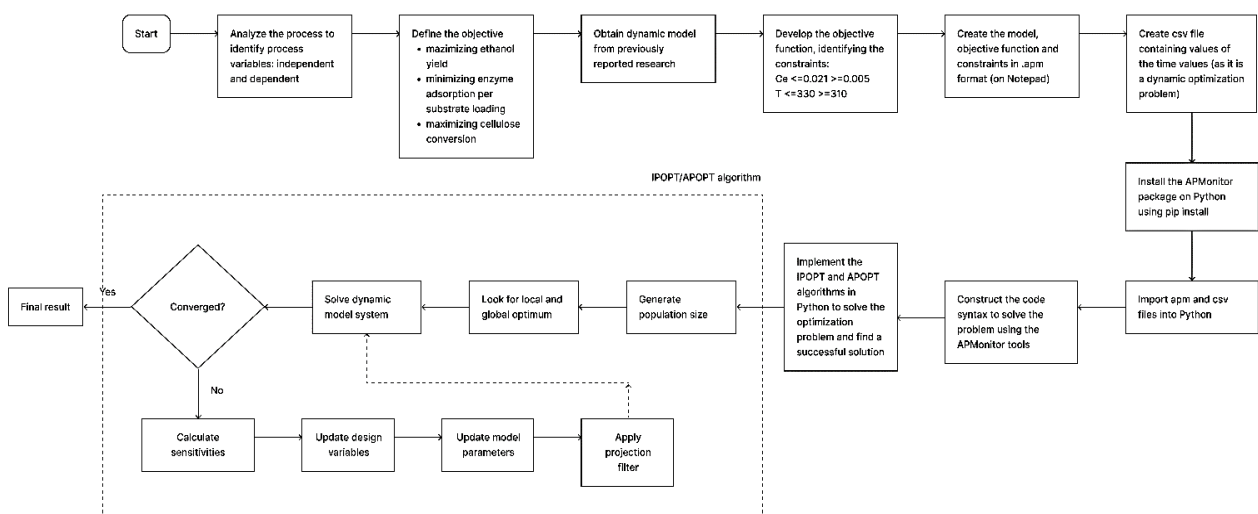 Start
Analyze the process to
identify process
variables: independent
and dependent
Define the objective
• mazimizing ethanol
yield
• minimizing enzyme
adsorption per
substrate loading
• maximizing cellulose
conversion
Obtain dynamic model
from previously
reported research
Develop the objective
function, identifying the
constraints:
Ce <=0.021 >=0.005
T <=330 >=310
Create the model,
objective function and
constraints in .apm
format (on Notepad)
Create csv file
containing values of
the time values (as it is
a dynamic optimization
problem)
Install the APMonitor
package on Python
using pip install
Import apm and csv
files into Python
Construct the code
syntax to solve the
problem using the
APMonitor tools
Implement the
IPOPT and APOPT
algorithms in
Python to solve the
optimization
problem and find a
successful solution
IPOPT/APOPT algorithm
Generate
population size
Look for local and
global optimum
Solve dynamic
model system
Converged?
Yes
Final result
No
Calculate
sensitivities
Update design
variables
Update model
parameters
Apply
projection
filter